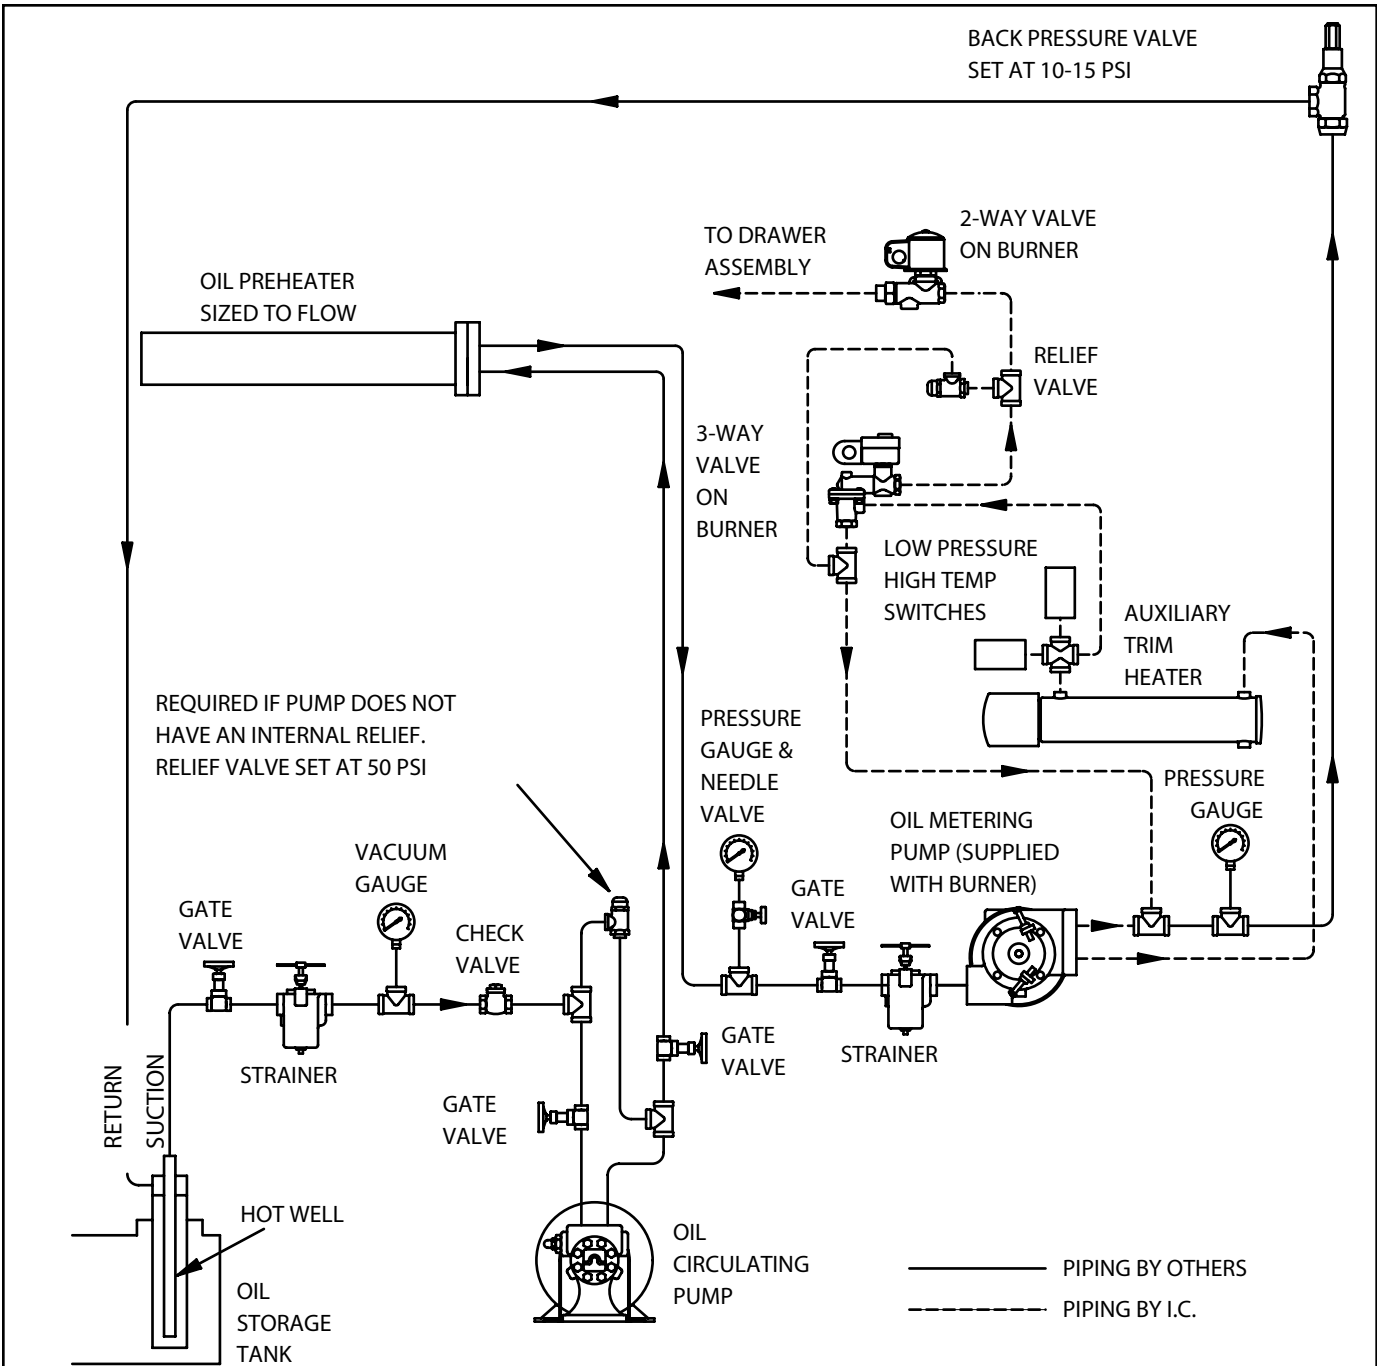 BACK PRESSURE VALVE
SET AT 10-15 PSI
TO DRAWER
ASSEMBLY
2-WAY VALVE
ON BURNER
OIL PREHEATER
SIZED TO FLOW
RELIEF
VALVE
3-WAY
VALVE
ON
BURNER
LOW PRESSURE
HIGH TEMP
SWITCHES
AUXILIARY
TRIM
HEATER
REQUIRED IF PUMP DOES NOT
HAVE AN INTERNAL RELIEF.
RELIEF VALVE SET AT 50 PSI
PRESSURE
GAUGE &
NEEDLE
VALVE
PRESSURE
GAUGE
OIL METERING
PUMP (SUPPLIED
WITH BURNER)
VACUUM
GAUGE
GATE
VALVE
GATE
VALVE
CHECK
VALVE
STRAINER
STRAINER
GATE
VALVE
GATE
VALVE
RETURN
SUCTION
HOT WELL
OIL
STORAGE
TANK
OIL
CIRCULATING
PUMP
PIPING BY OTHERS
PIPING BY I.C.